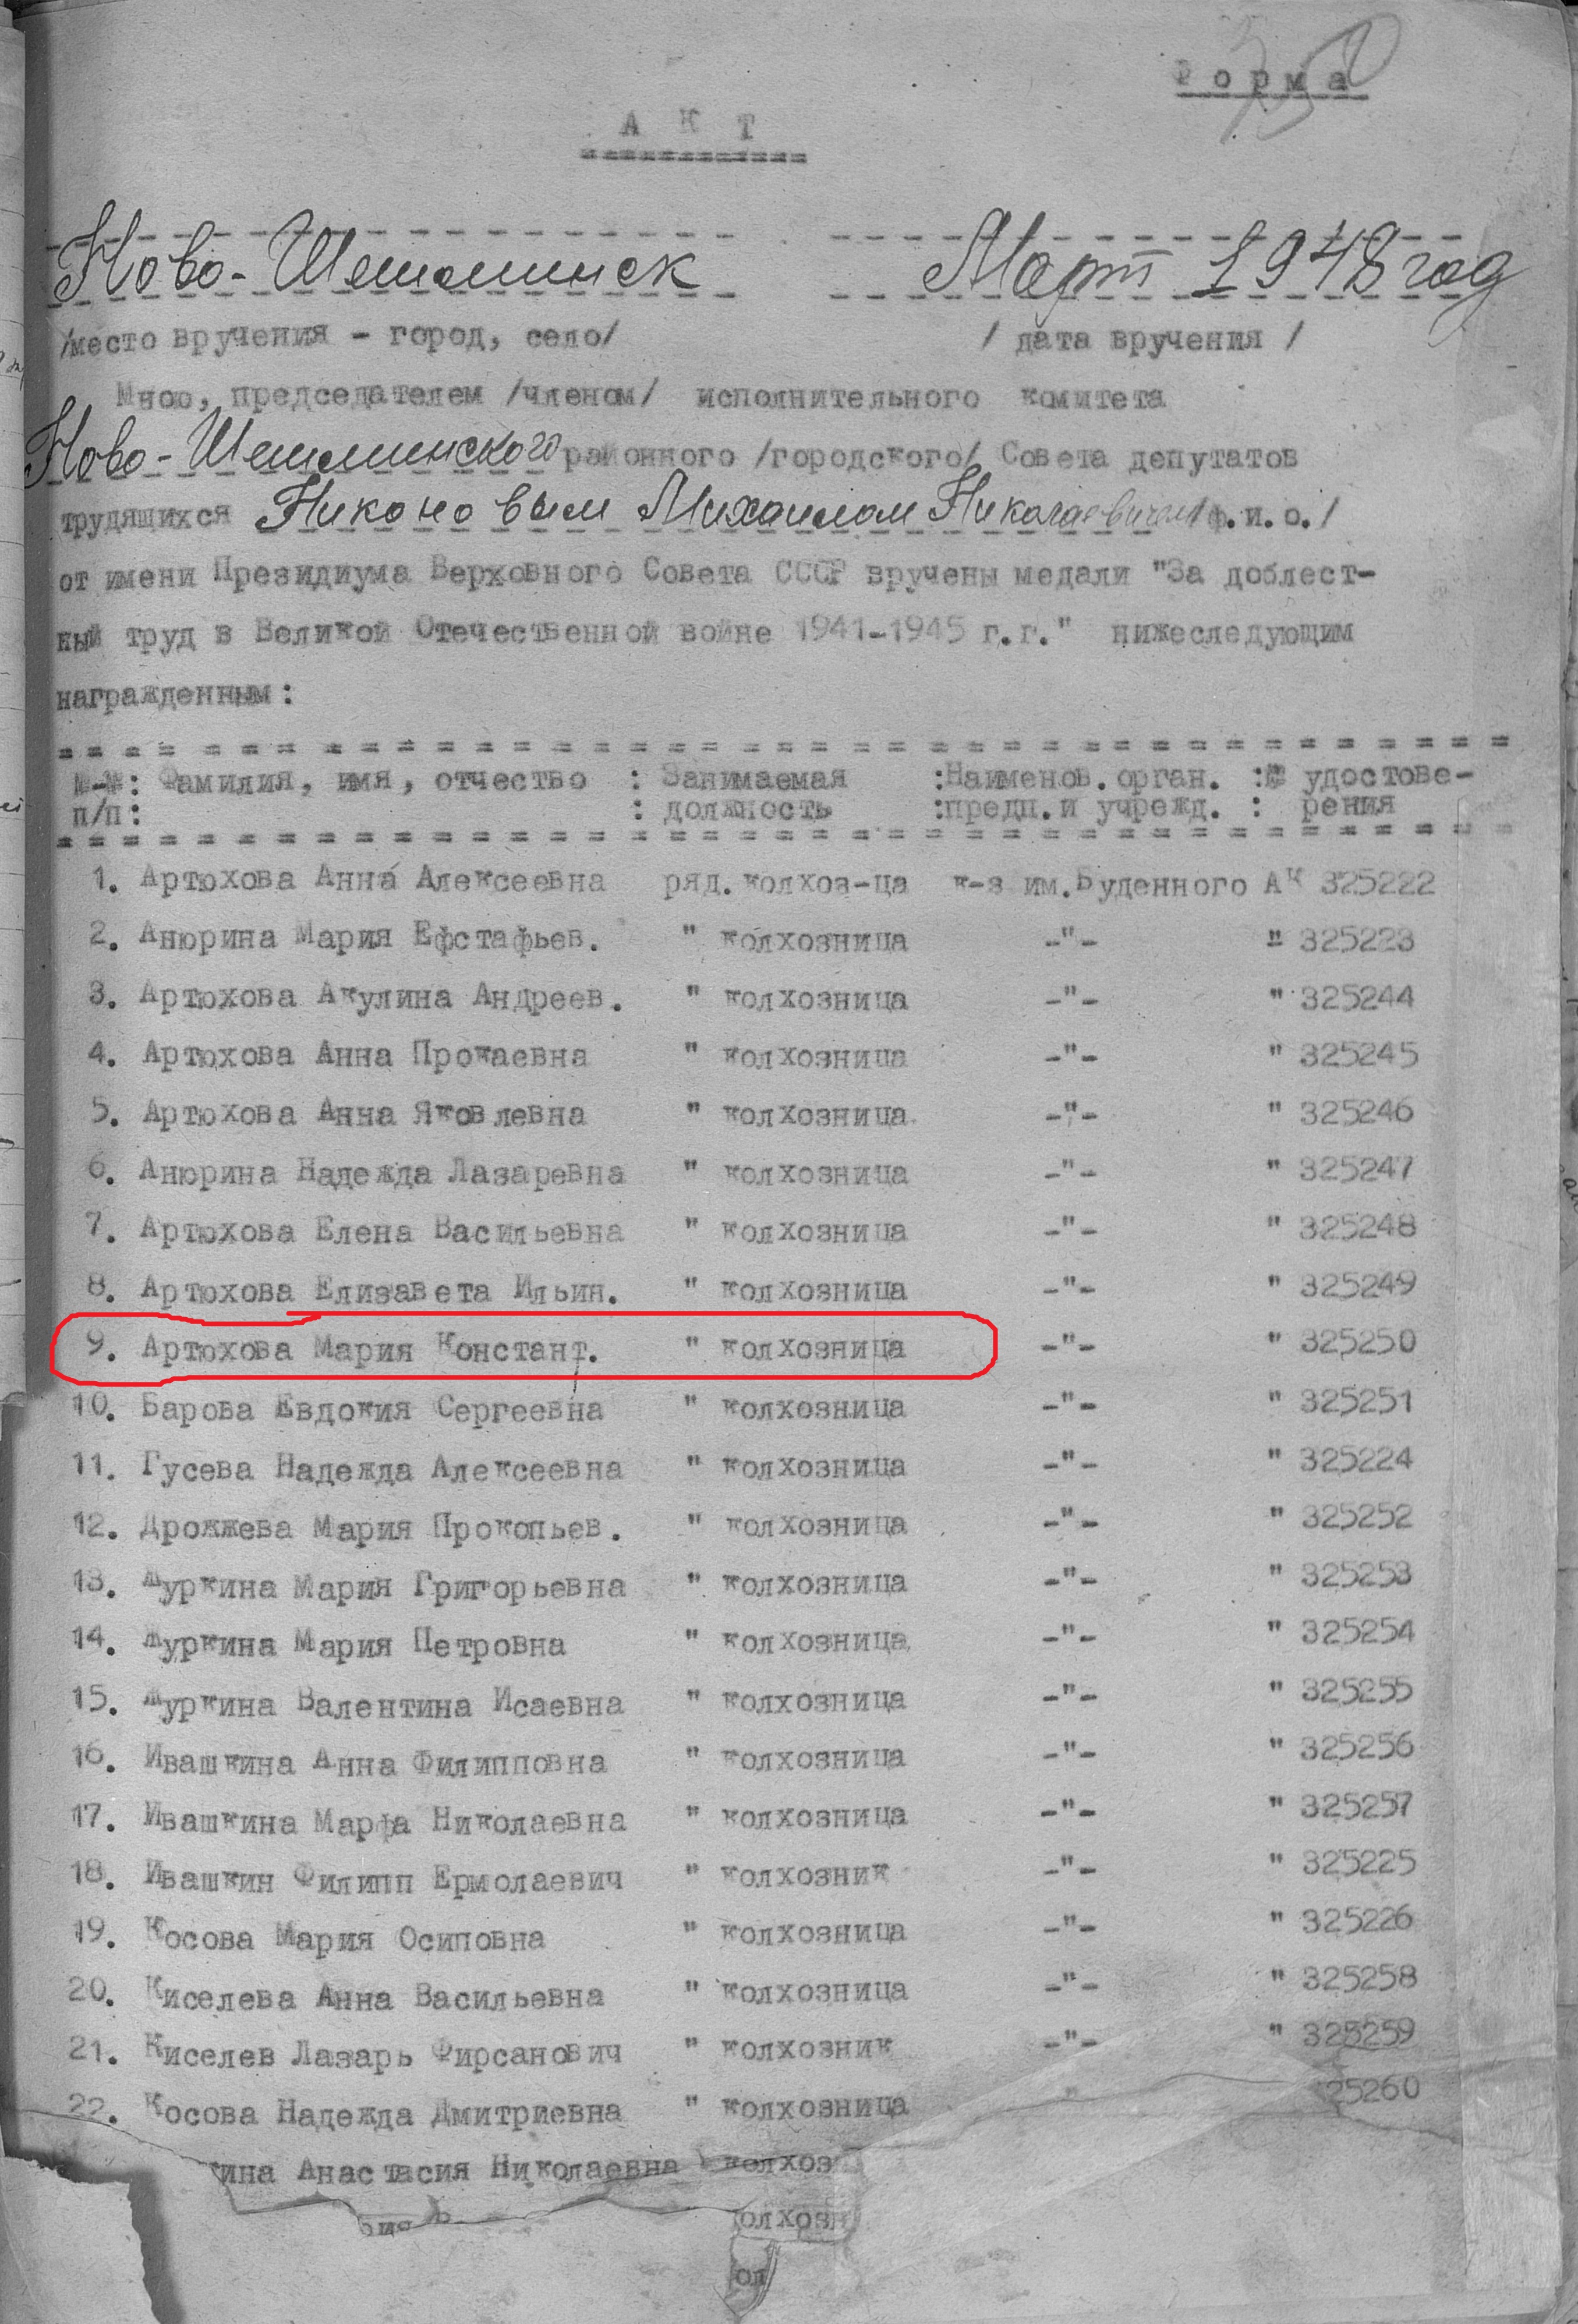 Форма
АКТ
Ново-Шешминск Март 1948 год
/место вручения - город, село/ / дата вручения /
Мною, председателем /членом/ исполнительного комитета
Ново-Шешминского районного /городского/ Совета депутатов
трудящихся Никоновым Михаилом Николаевичем /ф.и.о./
от имени Президиума Верховного Совета СССР вручены медали "За доблест-
ный труд в Великой Отечественной войне 1941-1945 г.г." нижеследующим
награжденным:
№-№: Фамилия, имя, отчество : Занимаемая :Наименов.орган. :№ удостове-
п/п: : должность :предп.и учрежд. : рения
1. Артюхова Анна Алексеевна ряд.колхоз-ца к-з им.Буденного АК 325222
2. Анюрина Мария Ефстафьев. " колхозница -"- " 325223
3. Артюхова Акулина Андреев. " колхозница -"- " 325244
4. Артюхова Анна Прокаевна " колхозница -"- " 325245
5. Артюхова Анна Яковлевна " колхозница -"- " 325246
6. Анюрина Надежда Лазаревна " колхозница -"- " 325247
7. Артюхова Елена Васильевна " колхозница -"- " 325248
8. Артюхова Елизавета Ильин. " колхозница -"- " 325249
9. Артюхова Мария Констант. " колхозница -"- " 325250
10. Барова Евдокия Сергеевна " колхозница -"- " 325251
11. Гусева Надежда Алексеевна " колхозница -"- " 325224
12. Дрожжева Мария Прокопьев. " колхозница -"- " 325252
13. Журкина Мария Григорьевна " колхозница -"- " 325253
14. Журкина Мария Петровна " колхозница -"- " 325254
15. Журкина Валентина Исаевна " колхозница -"- " 325255
16. Ивашкина Анна Филипповна " колхозница -"- " 325256
17. Ивашкина Марфа Николаевна " колхозница -"- " 325257
18. Ивашкин Филипп Ермолаевич " колхозник -"- " 325225
19. Косова Мария Осиповна " колхозница -"- " 325226
20. Киселева Анна Васильевна " колхозница -"- " 325258
21. Киселев Лазарь Фирсанович " колхозник -"- " 325259
22. Косова Надежда Дмитриевна " колхозница " 25260
кина Анастасия Николаевна " колхоз
олхозн
ол